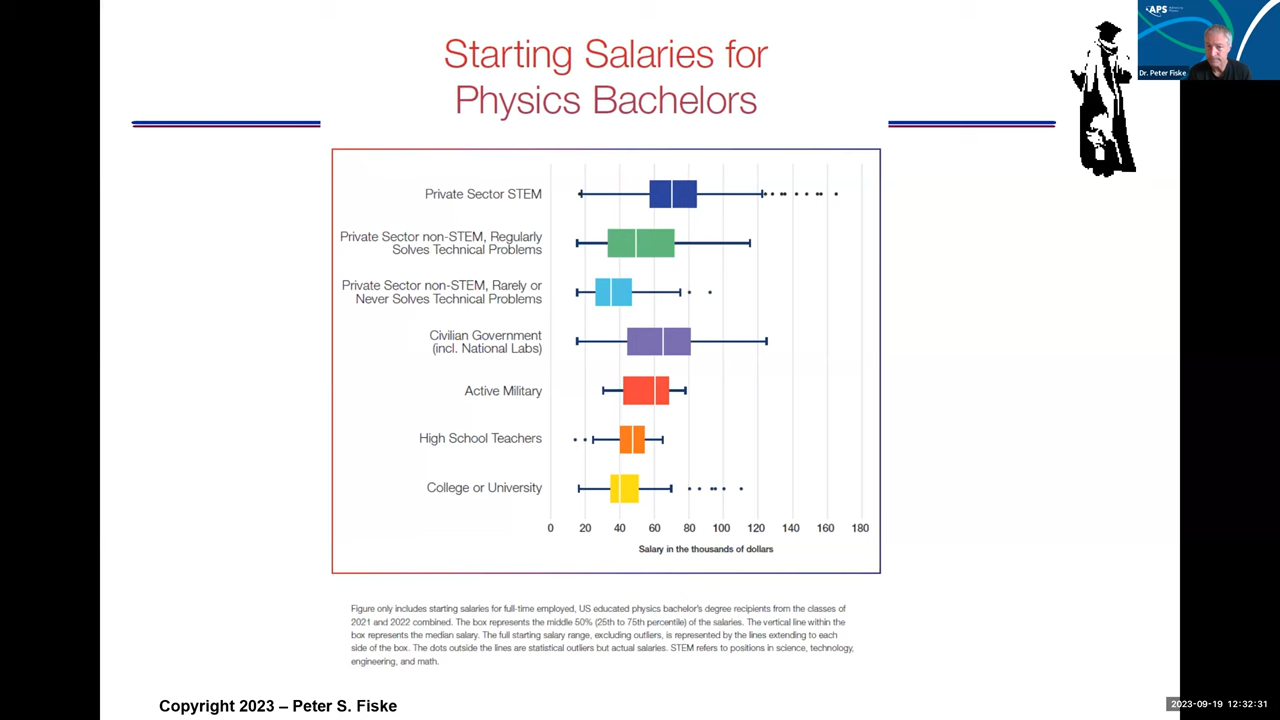 Starting Salaries for
Physics Bachelors
APS
Dr. Peter Fiske
Private Sector STEM
Private Sector non-STEM, Regularly
Solves Technical Problems
Private Sector non-STEM, Rarely or
Never Solves Technical Problems
Civilian Government
(incl. National Labs)
Active Military
High School Teachers
College or University
0 20 40 60 80 100 120 140 160 180
Salary in the thousands of dollars
Figure only includes starting salaries for full-time employed, US educated physics bachelor's degree recipients from the classes of
2021 and 2022 combined. The box represents the middle 50% (25th to 75th percentile) of the salaries. The vertical line within the
box represents the median salary. The full starting salary range, excluding outliers, is represented by the lines extending to each
side of the box. The dots outside the lines are statistical outliers but actual salaries. STEM refers to positions in science, technology,
engineering, and math.
Copyright 2023 – Peter S. Fiske
2023-09-19 12:32:31